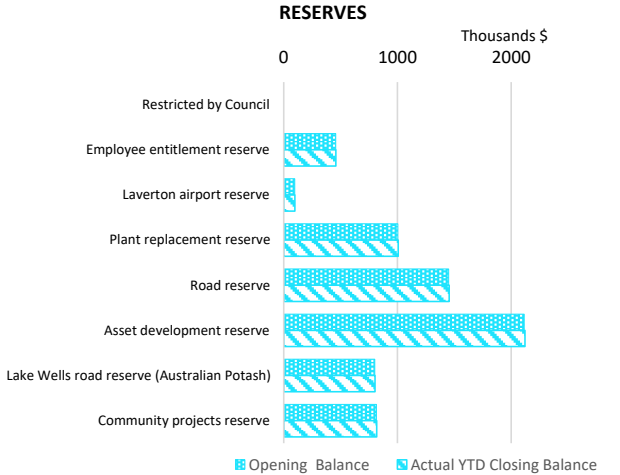 RESERVES
Thousands $
0 1000 2000
Restricted by Council
Employee entitlement reserve
Laverton airport reserve
Plant replacement reserve
Road reserve
Asset development reserve
Lake Wells road reserve (Australian Potash)
Community projects reserve
Opening Balance Actual YTD Closing Balance